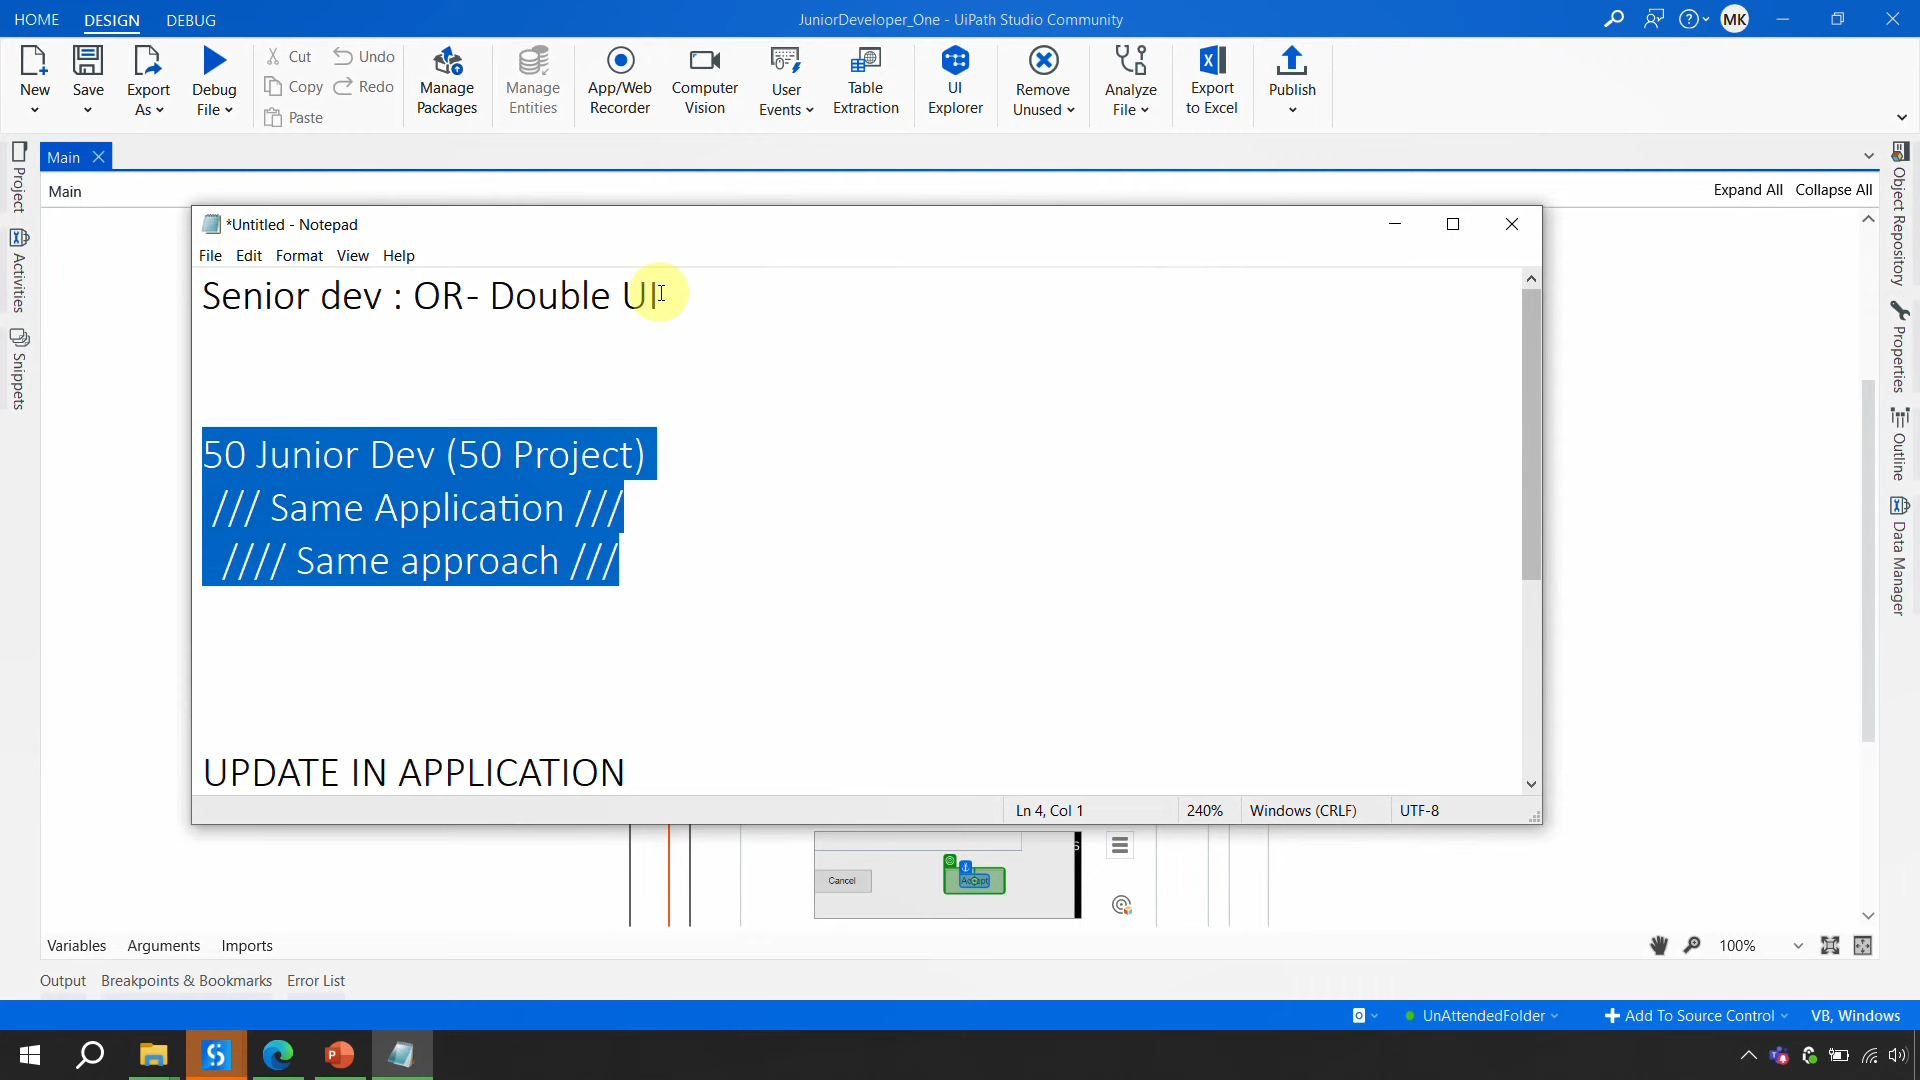 HOME DESIGN DEBUG JuniorDeveloper_One - UiPath Studio Community MK
New Save Export As Debug File Cut Copy Paste Undo Redo Manage Packages Manage Entities App/Web Recorder Computer Vision User Events Table Extraction UI Explorer Remove Unused Analyze File Export to Excel Publish
Main
Main Expand All Collapse All
Project
Activities
Snippets
Object Repository
Properties
Outline
Data Manager
*Untitled - Notepad
File Edit Format View Help
Senior dev : OR- Double UI
50 Junior Dev (50 Project)
/// Same Application ///
//// Same approach ///
UPDATE IN APPLICATION
Ln 4, Col 1 240% Windows (CRLF) UTF-8
Cancel Accept
Variables Arguments Imports 100%
Output Breakpoints & Bookmarks Error List
UnAttendedFolder Add To Source Control VB, Windows